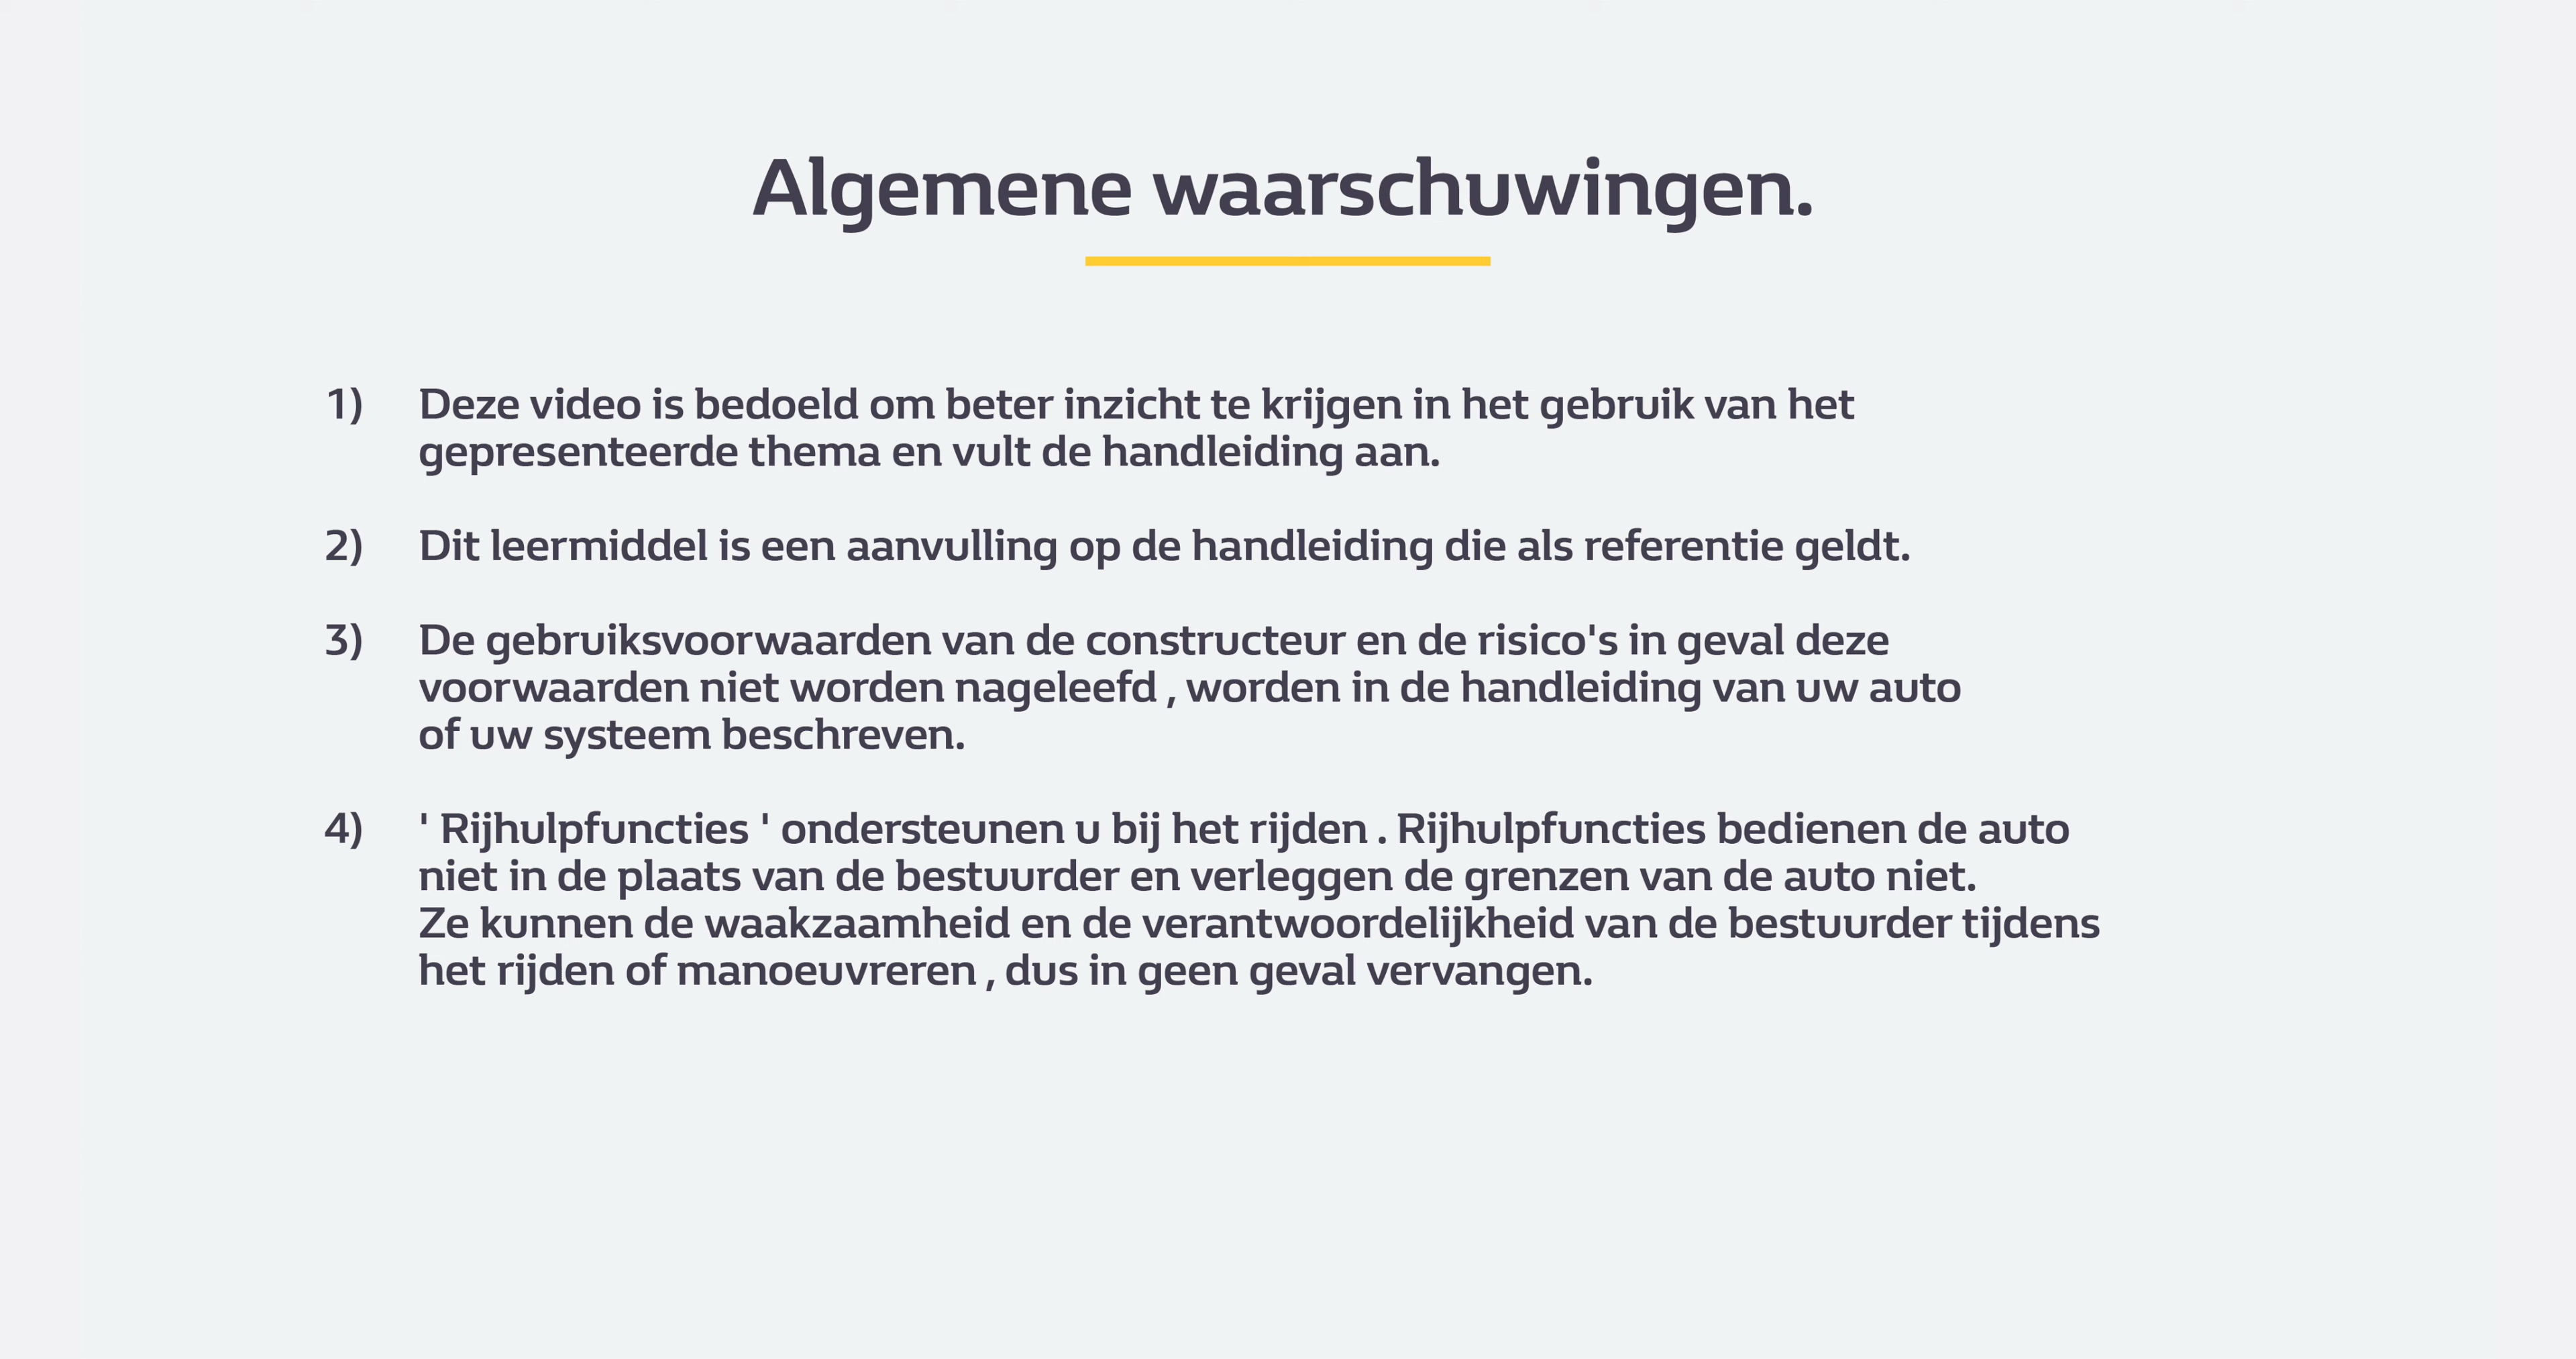 Algemene waarschuwingen.
1) Deze video is bedoeld om beter inzicht te krijgen in het gebruik van het
gepresenteerde thema en vult de handleiding aan.
2) Dit leermiddel is een aanvulling op de handleiding die als referentie geldt.
3) De gebruiksvoorwaarden van de constructeur en de risico's in geval deze
voorwaarden niet worden nageleefd , worden in de handleiding van uw auto
of uw systeem beschreven.
4) ' Rijhulpfuncties ' ondersteunen u bij het rijden . Rijhulpfuncties bedienen de auto
niet in de plaats van de bestuurder en verleggen de grenzen van de auto niet.
Ze kunnen de waakzaamheid en de verantwoordelijkheid van de bestuurder tijdens
het rijden of manoeuvreren , dus in geen geval vervangen.